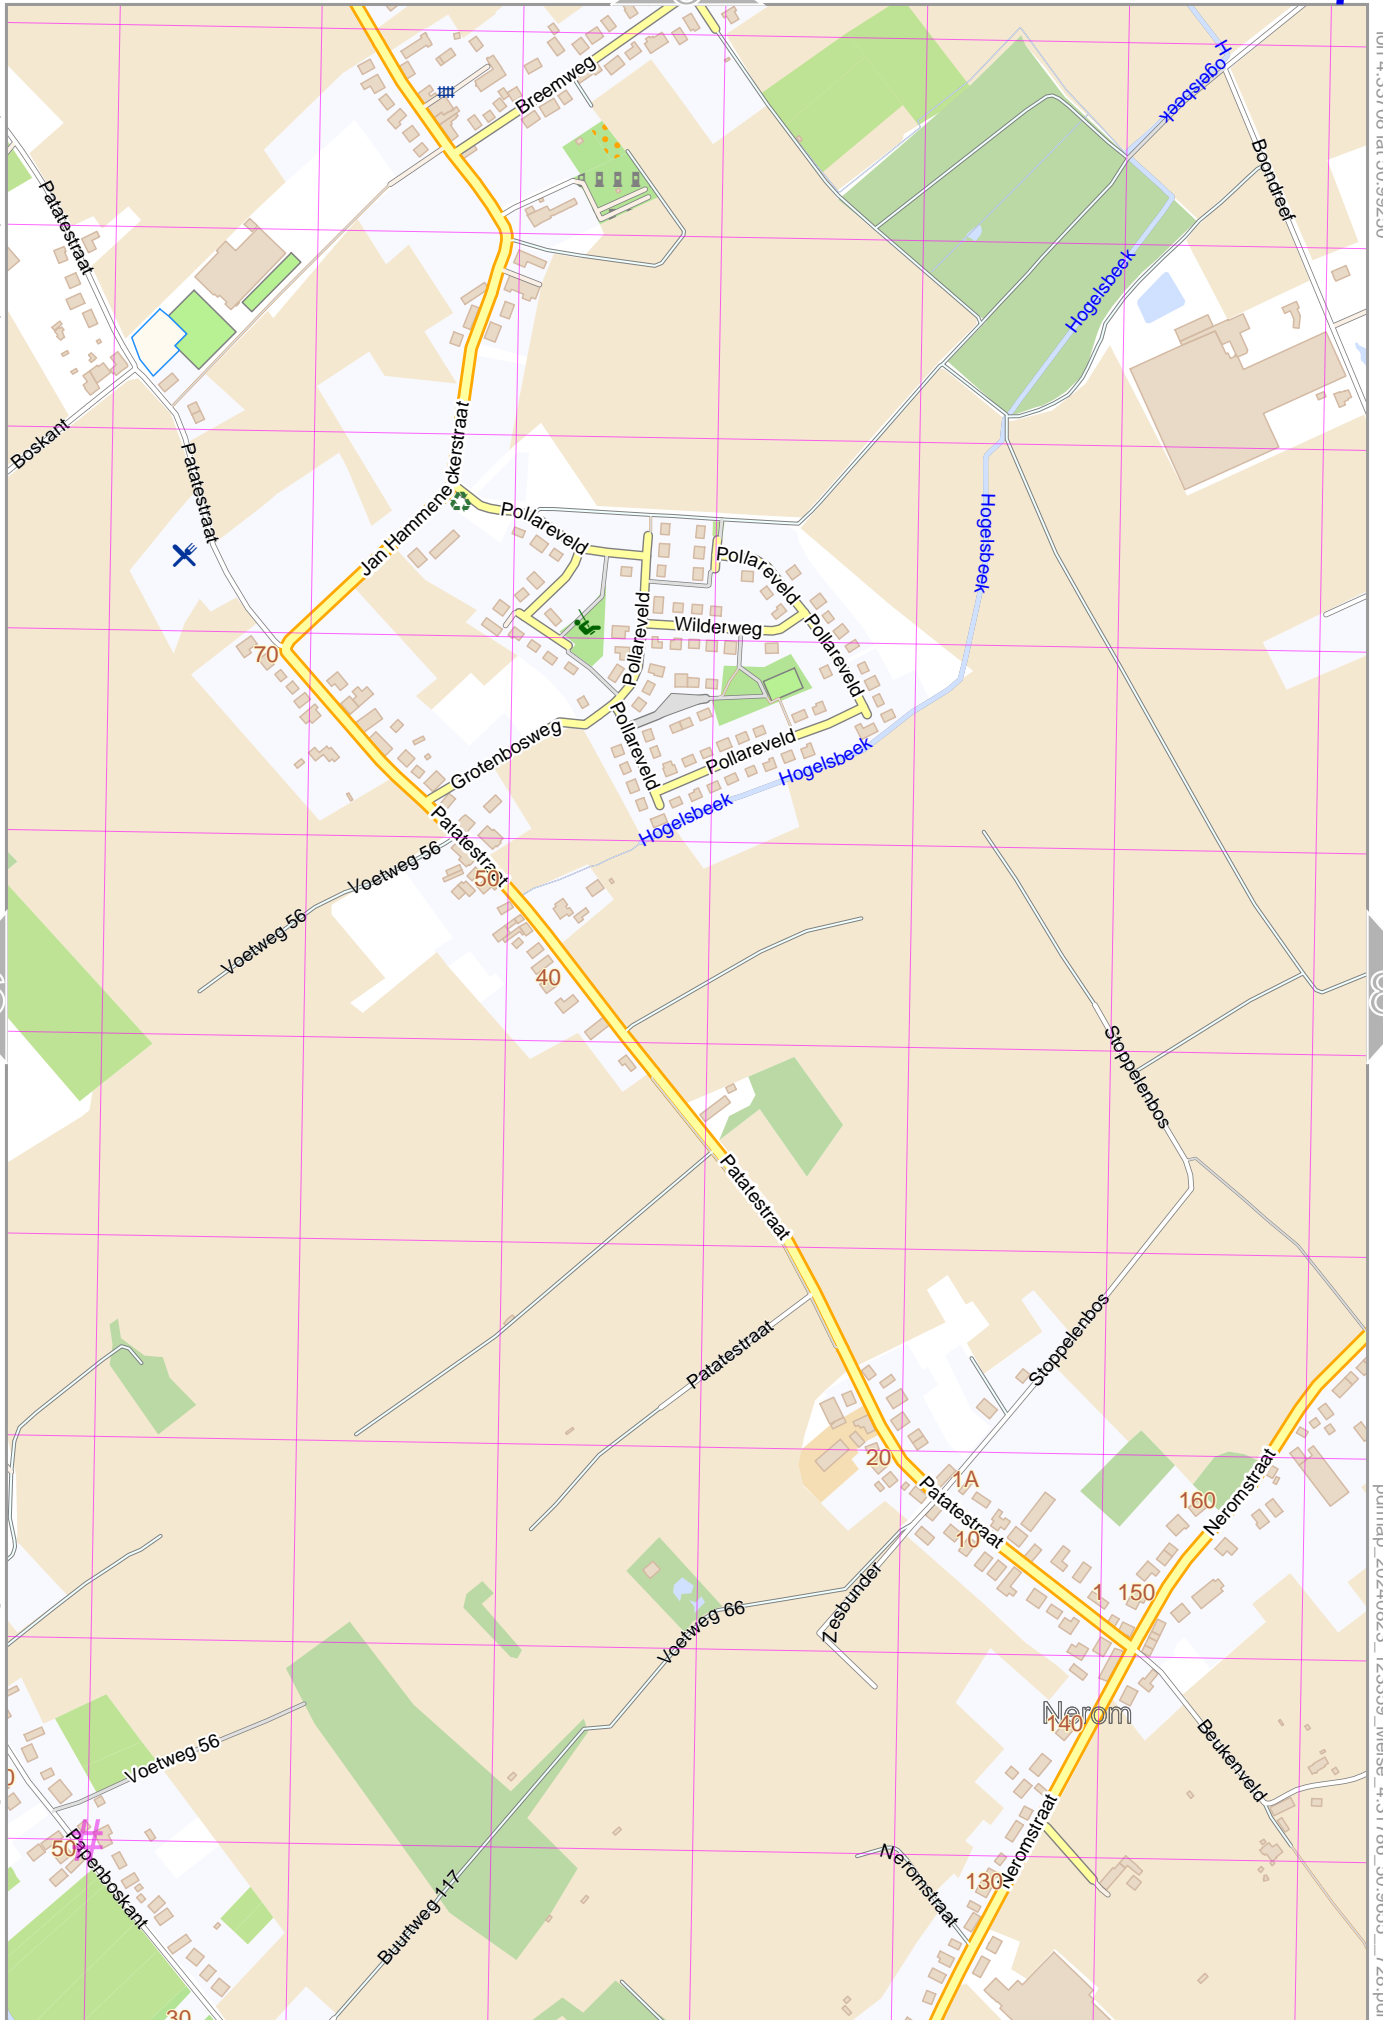 Breemweg
Hogelsbeek
Boondreef
Patatestraat
Hogelsbeek
Boskant
Patatestraat
Jan Hammeneckerstraat
Pollareveld
Hogelsbeek
Pollareveld
Pollareveld
Wilderweg
Pollareveld
70
Pollareveld
Grotenbosweg
Pollareveld
Hogelsbeek
Hogelsbeek
Patatestraat
Voetweg 56
50
Voetweg 56
40
Stoppelenbos
Patatestraat
Stoppelenbos
Patatestraat
20
1A
Patatestraat
10
Neromstraat
160
1
150
Zesbunder
Voetweg 66
Nerom
140
Voetweg 56
Beukenveld
50
Papenboskant
Neromstraat
Neromstraat
130
Buurtweg 117
30